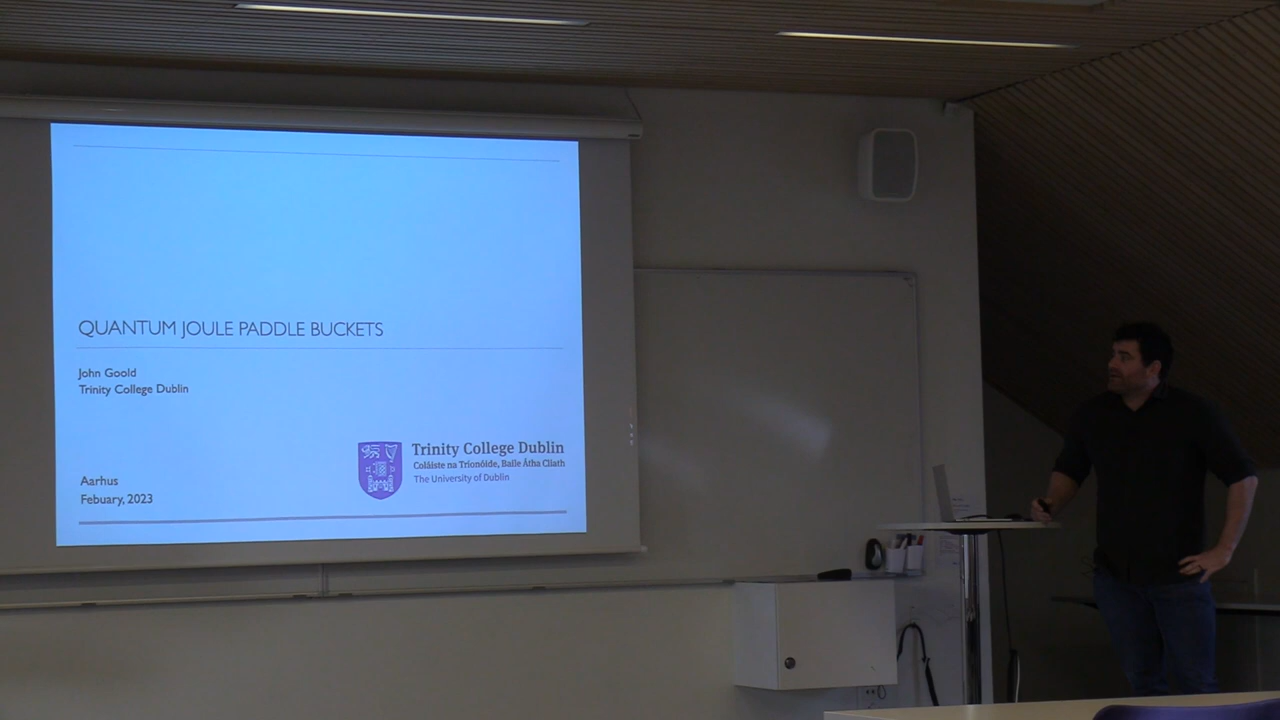 QUANTUM JOULE PADDLE BUCKETS
John Goold
Trinity College Dublin
Trinity College Dublin
Coláiste na Tríonóide, Baile Átha Cliath
The University of Dublin
Aarhus
Febuary, 2023